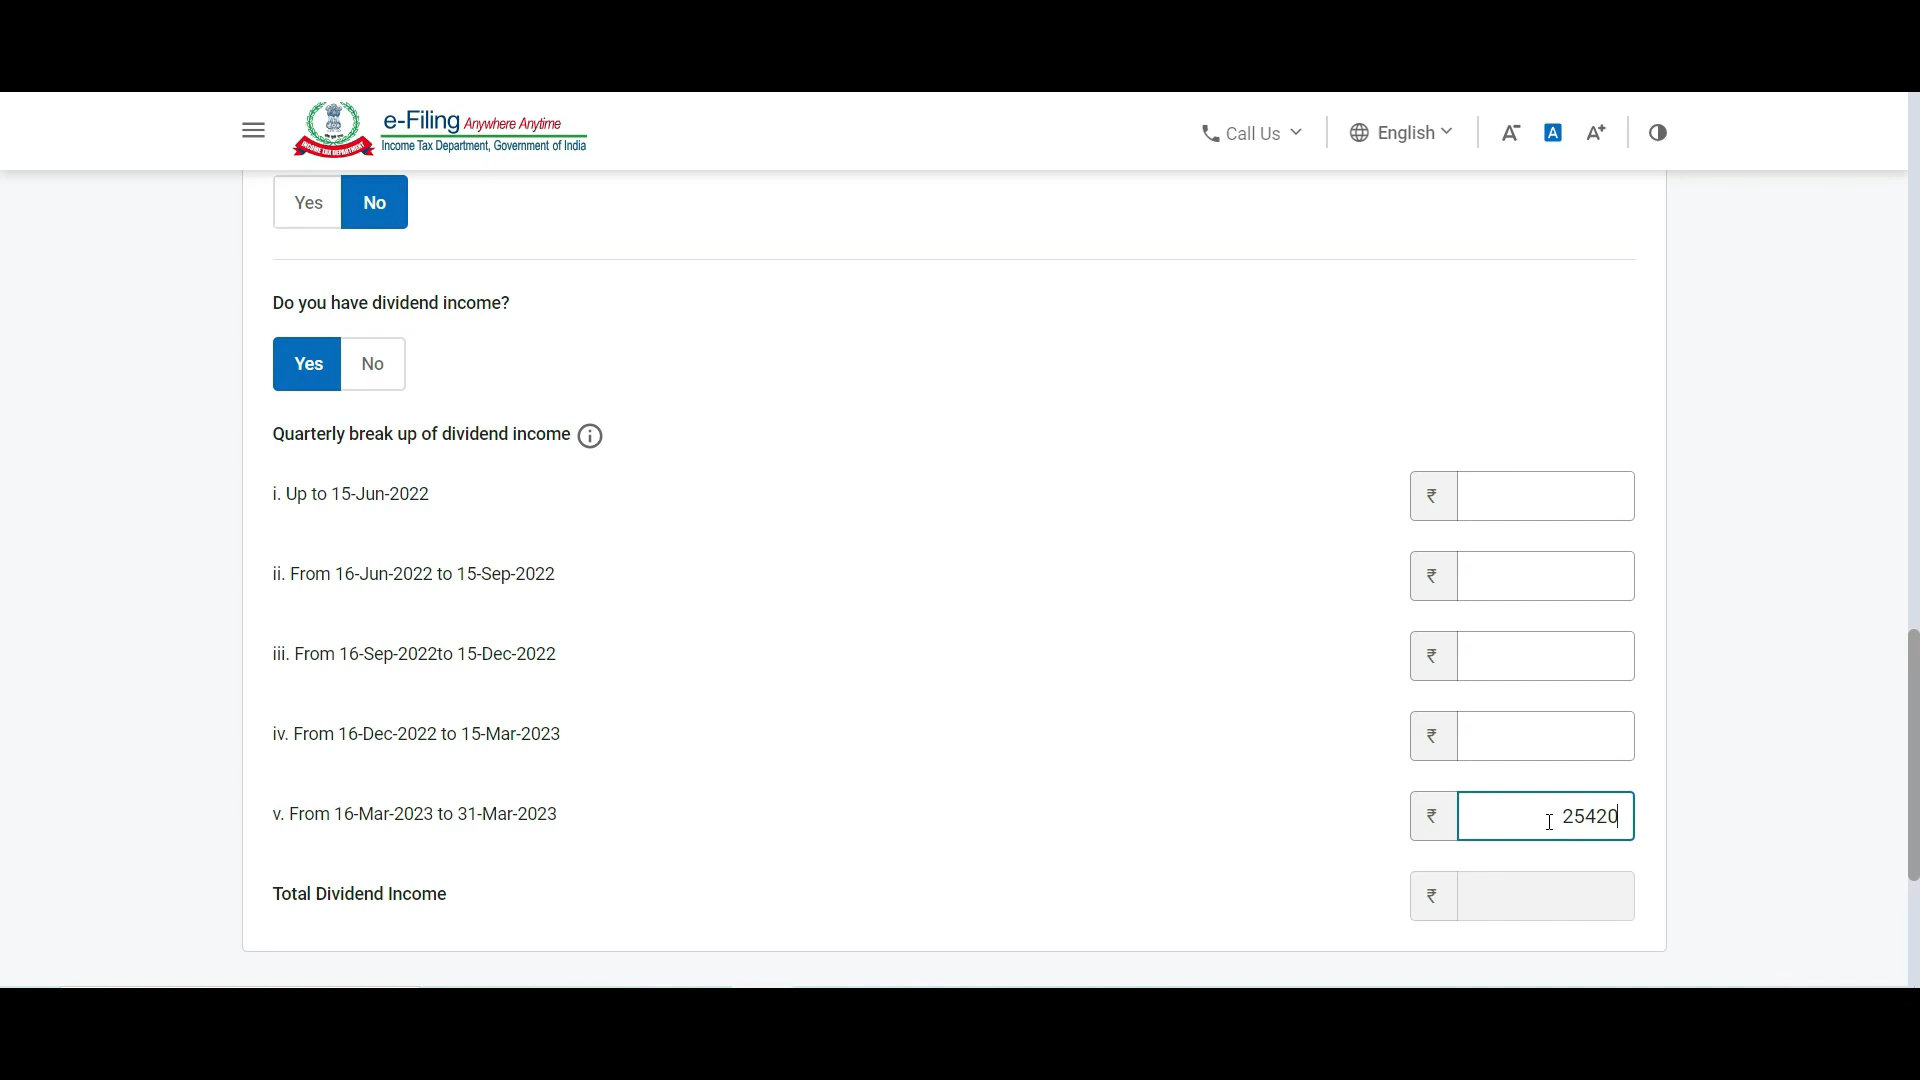 e-Filing Anywhere Anytime
Income Tax Department, Government of India
INCOME TAX DEPARTMENT
Call Us
English
A-
A
A+
Yes No
Do you have dividend income?
Yes No
Quarterly break up of dividend income
i. Up to 15-Jun-2022
₹
ii. From 16-Jun-2022 to 15-Sep-2022
₹
iii. From 16-Sep-2022to 15-Dec-2022
₹
iv. From 16-Dec-2022 to 15-Mar-2023
₹
v. From 16-Mar-2023 to 31-Mar-2023
₹ 25420
Total Dividend Income
₹